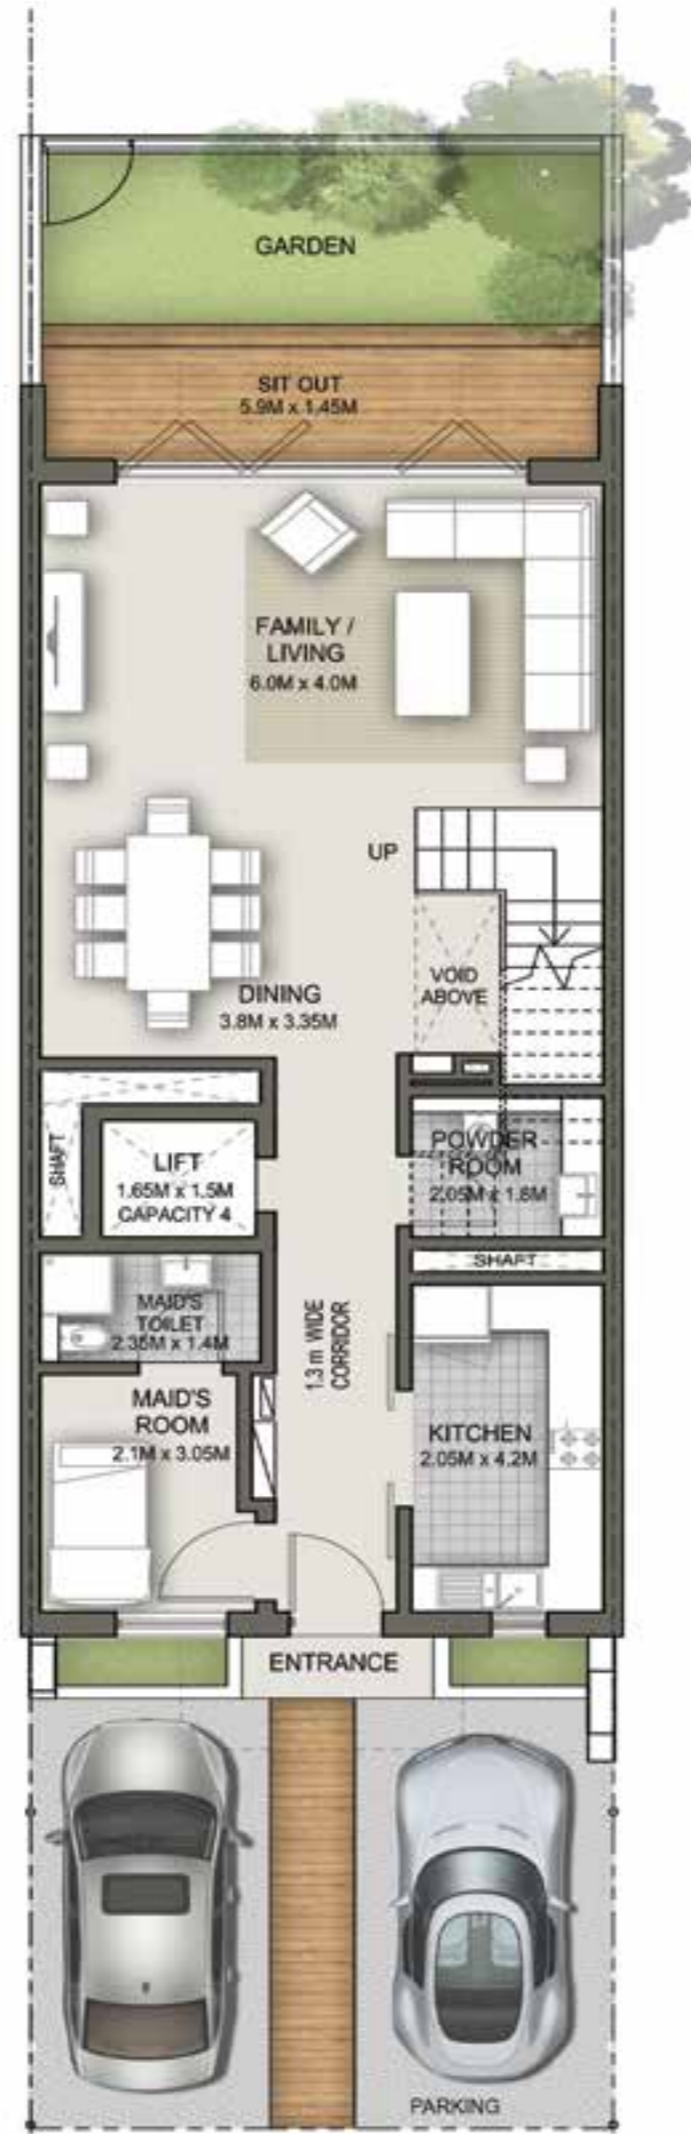 GARDEN
SIT OUT
5.9M x 1.45M
FAMILY /
LIVING
6.0M x 4.0M
UP
VOID
ABOVE
DINING
3.8M x 3.35M
SHAFT
LIFT
1.65M x 1.5M
CAPACITY 4
POWDER
ROOM
2.05M x 1.8M
SHAFT
MAID'S
TOILET
2.35M x 1.4M
1.3 m WIDE
CORRIDOR
MAID'S
ROOM
2.1M x 3.05M
KITCHEN
2.05M x 4.2M
ENTRANCE
PARKING